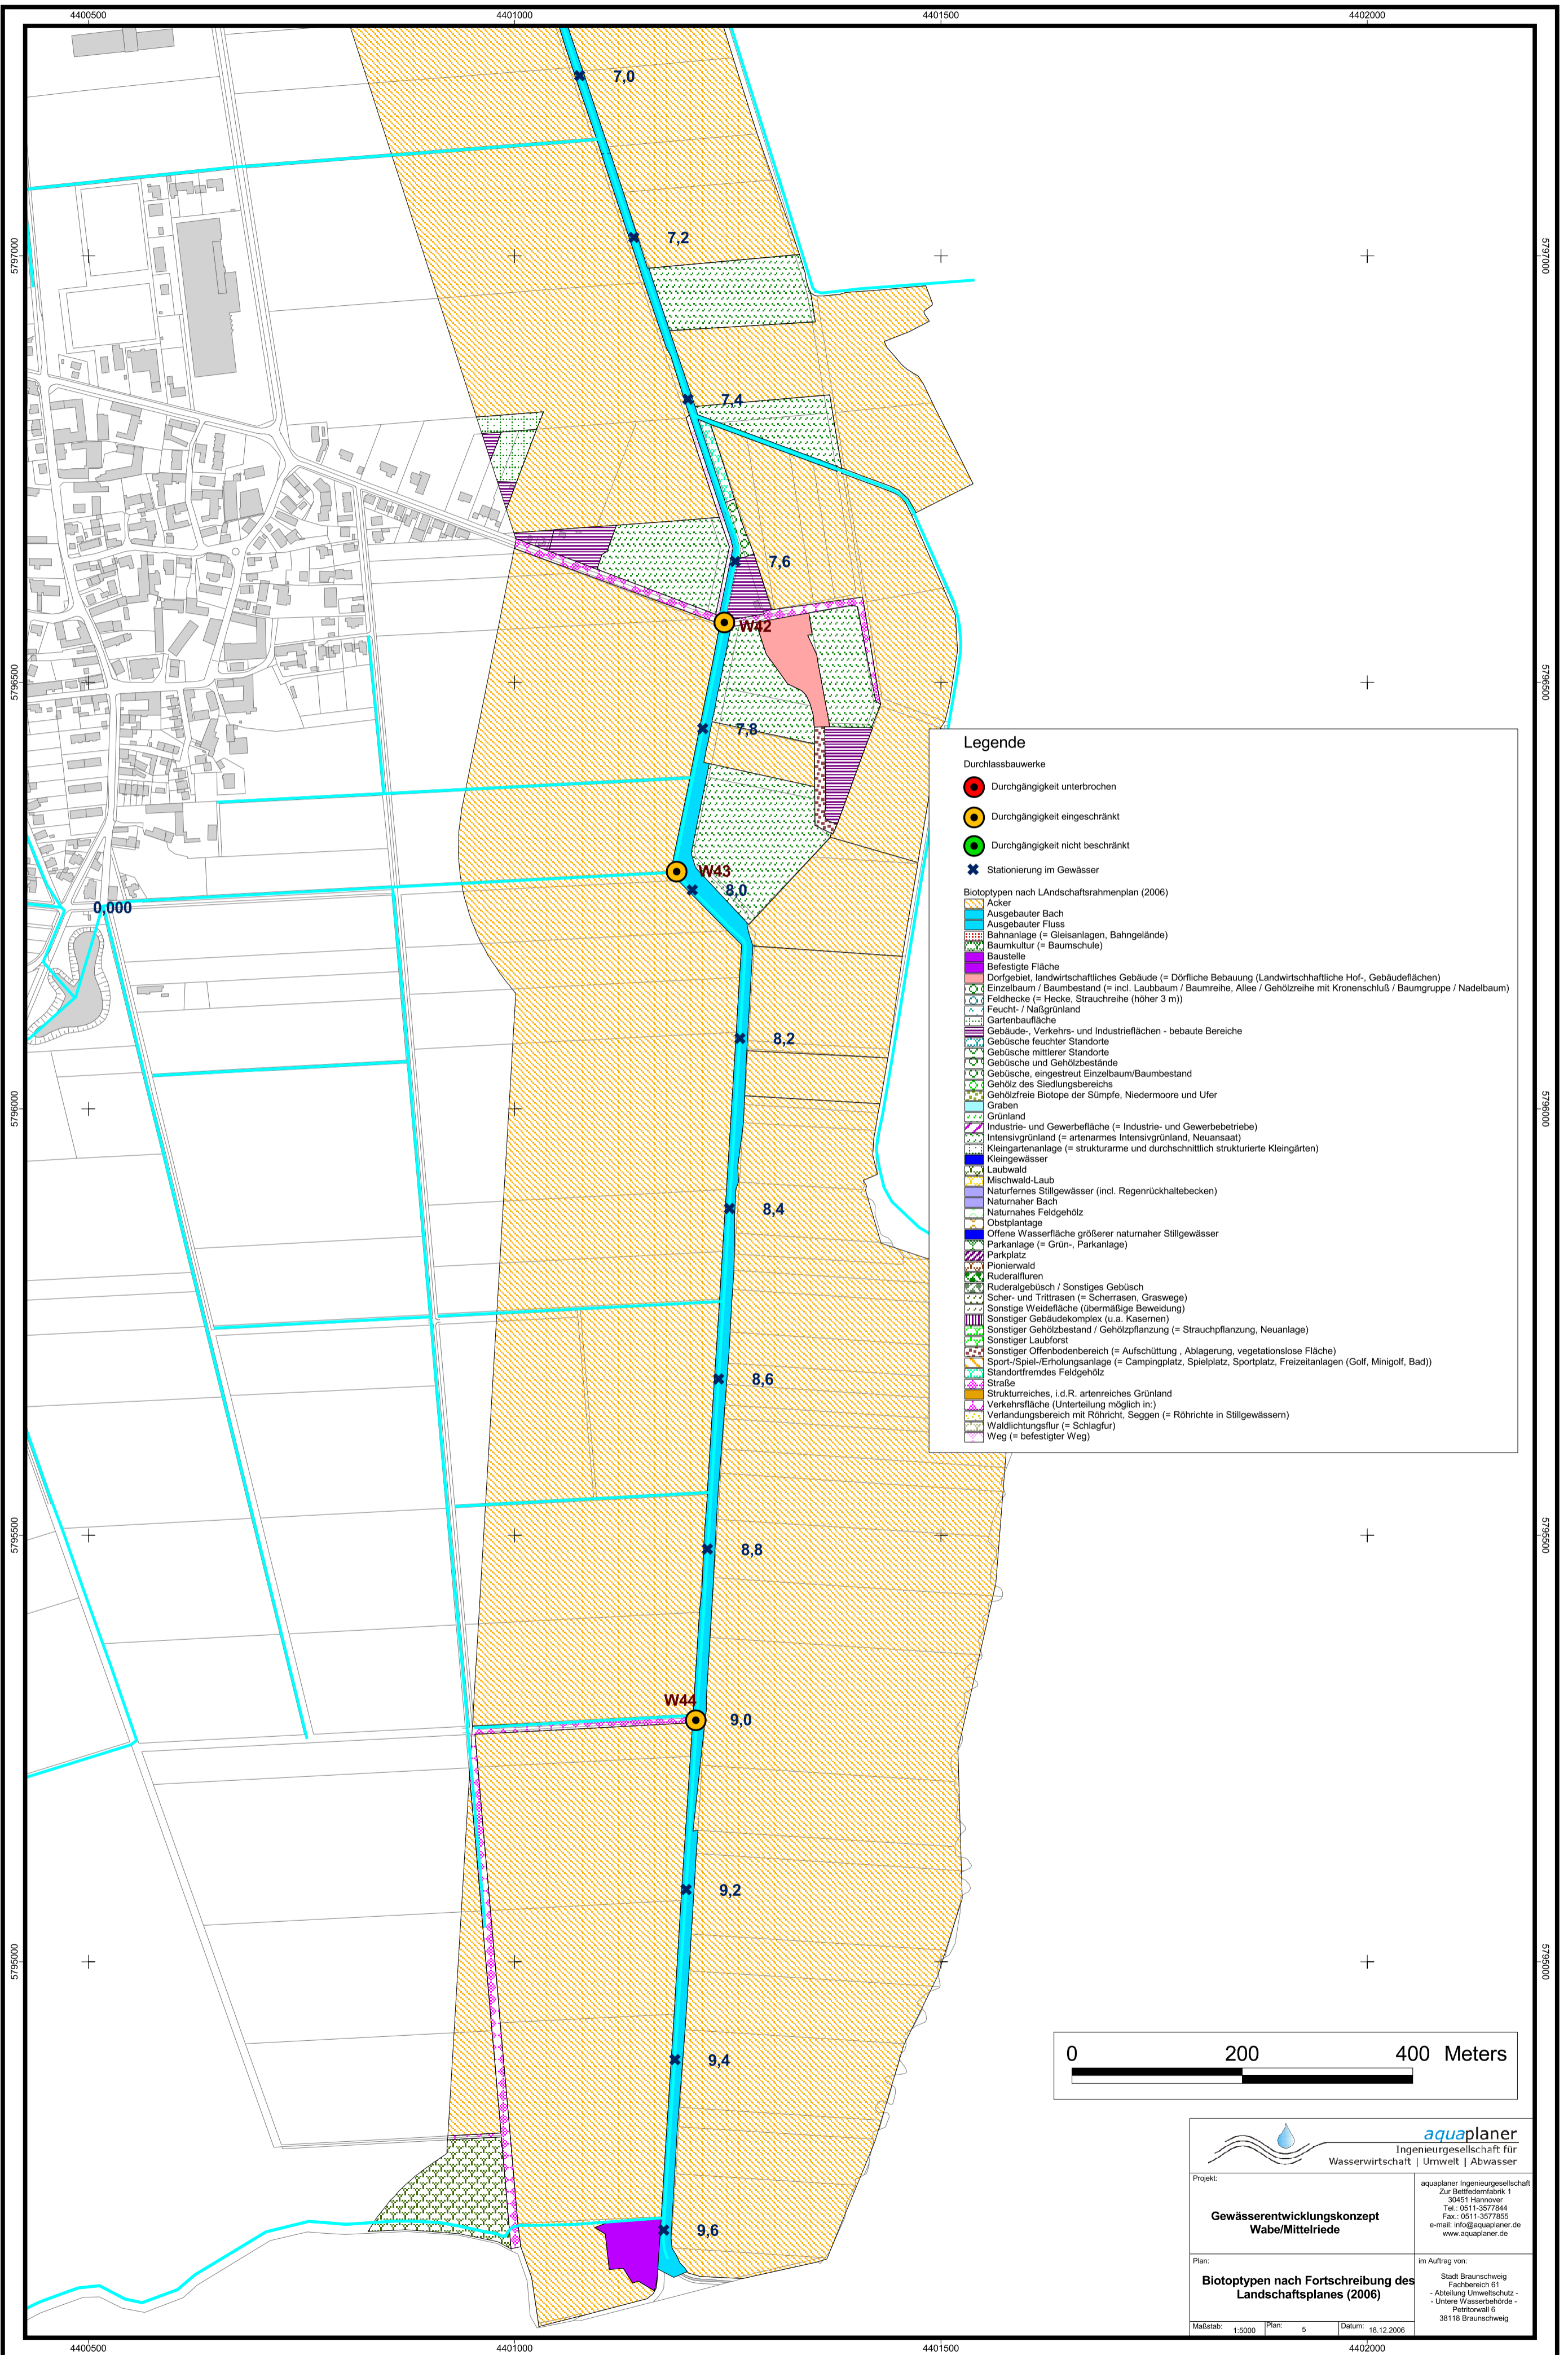 4400500 4401000 4401500 4402000
7,0
7,2
5797000 5797000
7,4
7,6
W42
5796500 5796500
7,8
W43
8,0
0,000
8,2
5796000 5796000
8,4
8,6
5795500 5795500
8,8
W44
9,0
9,2
5795000 5795000
9,4
9,6
Legende
Durchlassbauwerke
Durchgängigkeit unterbrochen
Durchgängigkeit eingeschränkt
Durchgängigkeit nicht beschränkt
Stationierung im Gewässer
Biotoptypen nach LAndschaftsrahmenplan (2006)
Acker
Ausgebauter Bach
Ausgebauter Fluss
Bahnanlage (= Gleisanlagen, Bahngelände)
Baumkultur (= Baumschule)
Baustelle
Befestigte Fläche
Dorfgebiet, landwirtschaftliches Gebäude (= Dörfliche Bebauung (Landwirtschhaftliche Hof-, Gebäudeflächen)
Einzelbaum / Baumbestand (= incl. Laubbaum / Baumreihe, Allee / Gehölzreihe mit Kronenschluß / Baumgruppe / Nadelbaum)
Feldhecke (= Hecke, Strauchreihe (höher 3 m))
Feucht- / Naßgrünland
Gartenbaufläche
Gebäude-, Verkehrs- und Industrieflächen - bebaute Bereiche
Gebüsche feuchter Standorte
Gebüsche mittlerer Standorte
Gebüsche und Gehölzbestände
Gebüsche, eingestreut Einzelbaum/Baumbestand
Gehölz des Siedlungsbereichs
Gehölzfreie Biotope der Sümpfe, Niedermoore und Ufer
Graben
Grünland
Industrie- und Gewerbefläche (= Industrie- und Gewerbebetriebe)
Intensivgrünland (= artenarmes Intensivgrünland, Neuansaat)
Kleingartenanlage (= strukturarme und durchschnittlich strukturierte Kleingärten)
Kleingewässer
Laubwald
Mischwald-Laub
Naturfernes Stillgewässer (incl. Regenrückhaltebecken)
Naturnaher Bach
Naturnahes Feldgehölz
Obstplantage
Offene Wasserfläche größerer naturnaher Stillgewässer
Parkanlage (= Grün-, Parkanlage)
Parkplatz
Pionierwald
Ruderalfluren
Ruderalgebüsch / Sonstiges Gebüsch
Scher- und Trittrasen (= Scherrasen, Graswege)
Sonstige Weidefläche (übermäßige Beweidung)
Sonstiger Gebäudekomplex (u.a. Kasernen)
Sonstiger Gehölzbestand / Gehölzpflanzung (= Strauchpflanzung, Neuanlage)
Sonstiger Laubforst
Sonstiger Offenbodenbereich (= Aufschüttung , Ablagerung, vegetationslose Fläche)
Sport-/Spiel-/Erholungsanlage (= Campingplatz, Spielplatz, Sportplatz, Freizeitanlagen (Golf, Minigolf, Bad))
Standortfremdes Feldgehölz
Straße
Strukturreiches, i.d.R. artenreiches Grünland
Verkehrsfläche (Unterteilung möglich in:)
Verlandungsbereich mit Röhricht, Seggen (= Röhrichte in Stillgewässern)
Waldlichtungsflur (= Schlagfur)
Weg (= befestigter Weg)
0 200 400 Meters
aquaplaner
Ingenieurgesellschaft für
Wasserwirtschaft | Umwelt | Abwasser
Projekt:
Gewässerentwicklungskonzept
Wabe/Mittelriede
aquaplaner Ingenieurgesellschaft
Zur Bettfedernfabrik 1
30451 Hannover
Tel.: 0511-3577844
Fax.: 0511-3577855
e-mail: info@aquaplaner.de
www.aquaplaner.de
Plan:
Biotoptypen nach Fortschreibung des
Landschaftsplanes (2006)
im Auftrag von:
Stadt Braunschweig
Fachbereich 61
- Abteilung Umweltschutz -
- Untere Wasserbehörde -
Petritorwall 6
38118 Braunschweig
Maßstab: 1:5000 Plan: 5 Datum: 18.12.2006
4400500 4401000 4401500 4402000